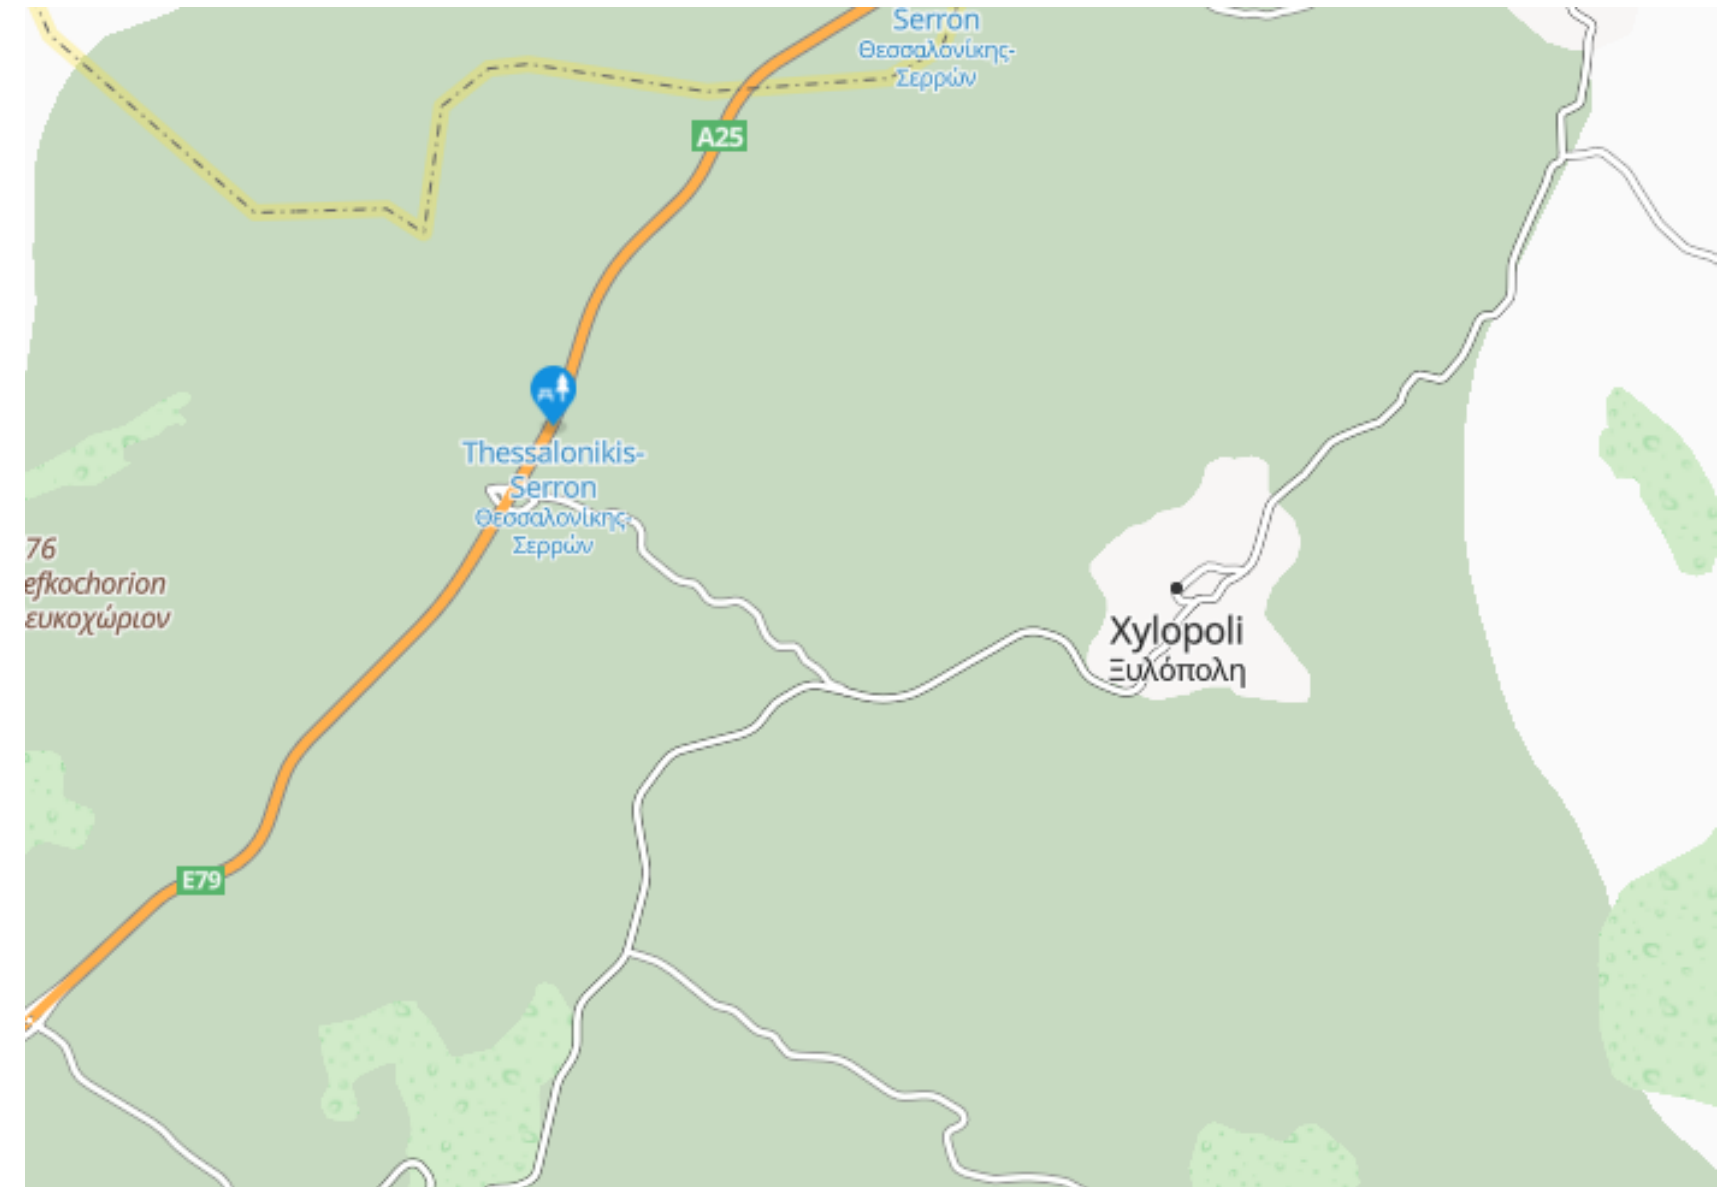 Serron
Θεσσαλονίκης-
Σερρών
A25
Thessalonikis-
Serron
Θεσσαλονίκης-
Σερρών
76
efkochorion
ευκοχώριον
Xylopoli
Ξυλόπολη
E79